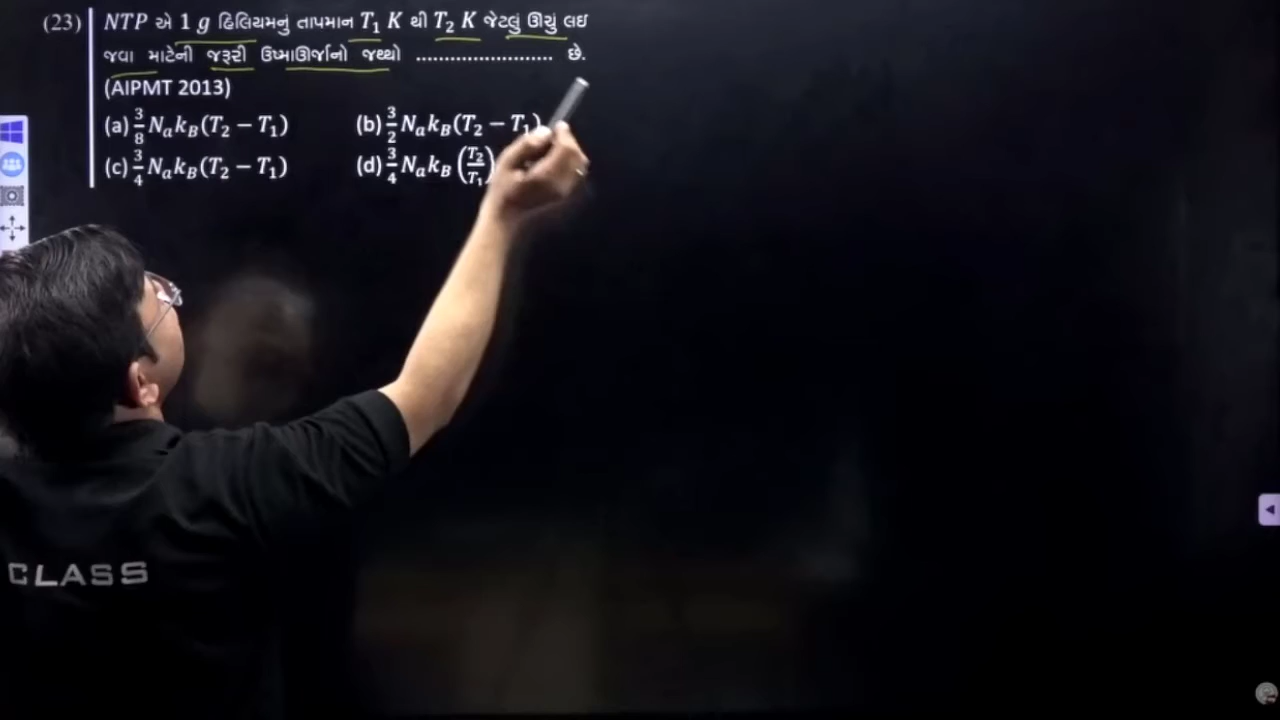 (23) NTP એ 1 g હિલિયમનું તાપમાન T₁ K થી T₂ K જેટલું ઊંચું લઇ
જવા માટેની જરૂરી ઉષ્માઊર્જાનો જથ્થો ........................ છે.
(AIPMT 2013)
(a) 3/8 Nₐk_B(T₂ − T₁) (b) 3/2 Nₐk_B(T₂ − T₁)
(c) 3/4 Nₐk_B(T₂ − T₁) (d) 3/4 Nₐk_B (T₂/T₁)
CLASS